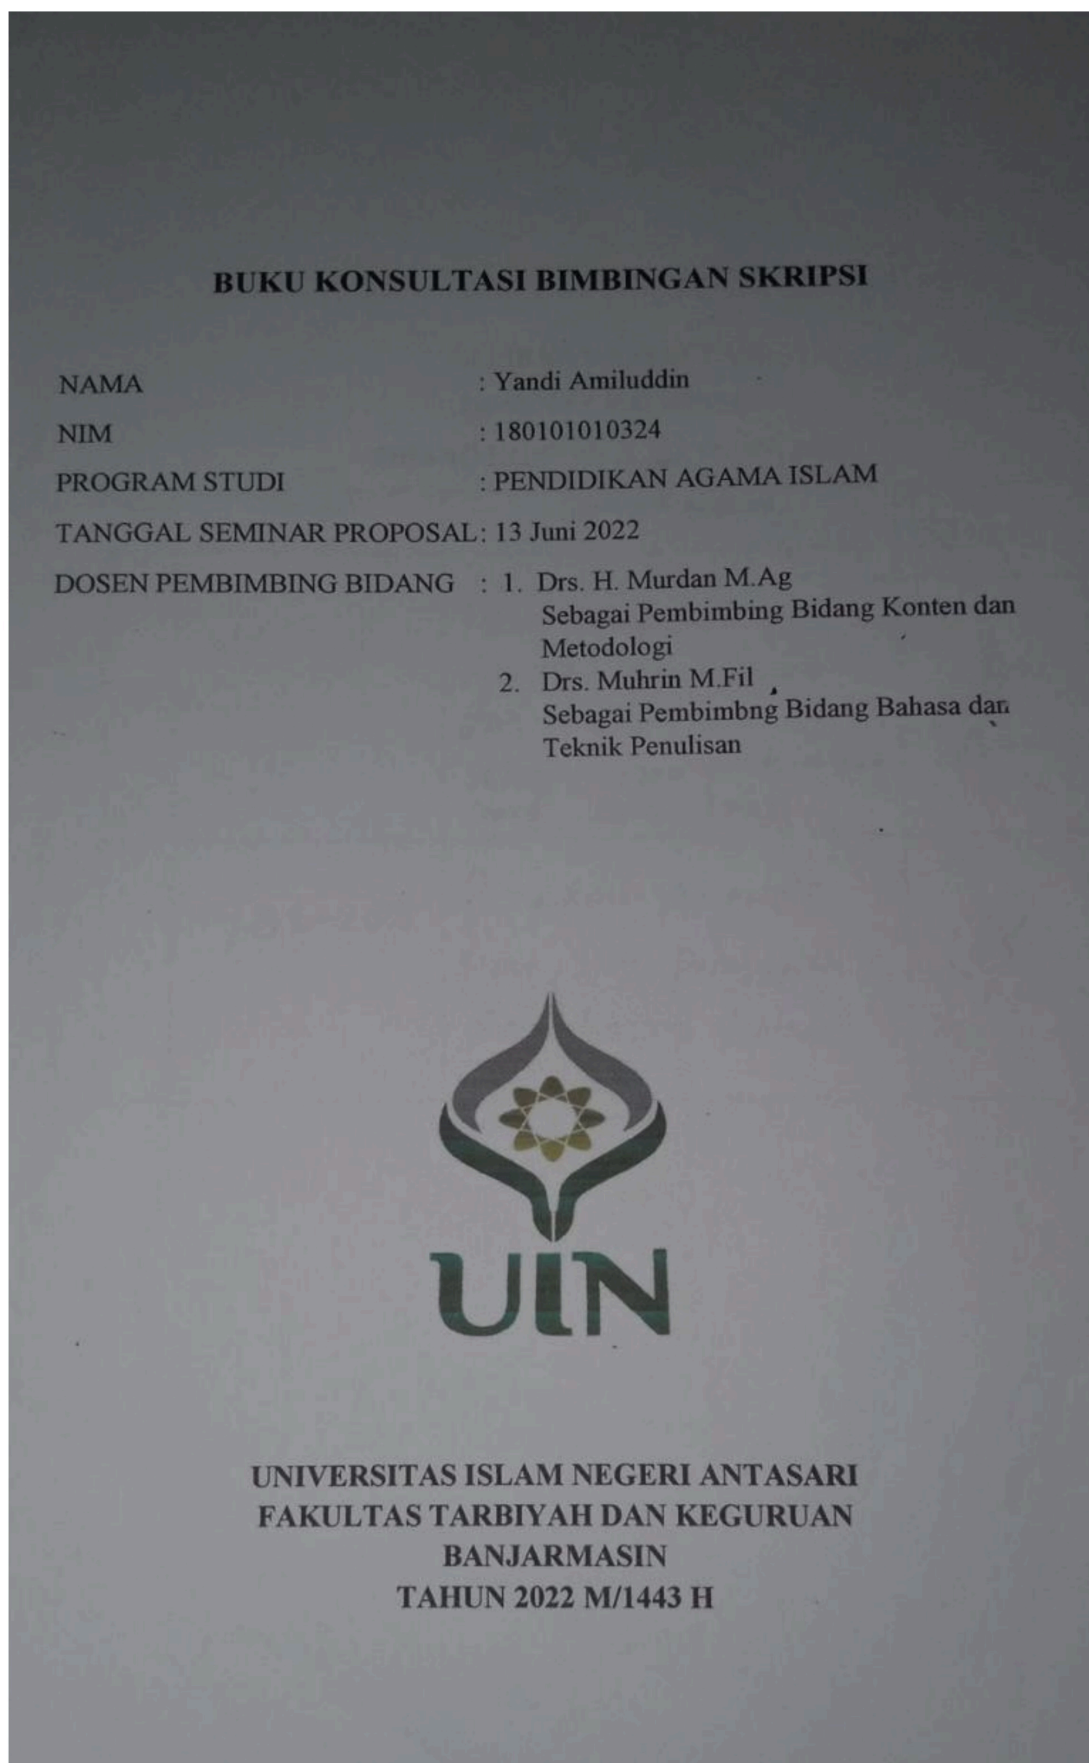 BUKU KONSULTASI BIMBINGAN SKRIPSI
NAMA : Yandi Amiluddin
NIM : 180101010324
PROGRAM STUDI : PENDIDIKAN AGAMA ISLAM
TANGGAL SEMINAR PROPOSAL : 13 Juni 2022
DOSEN PEMBIMBING BIDANG : 1. Drs. H. Murdan M.Ag
Sebagai Pembimbing Bidang Konten dan
Metodologi
2. Drs. Muhrin M.Fil
Sebagai Pembimbng Bidang Bahasa dan
Teknik Penulisan
UIN
UNIVERSITAS ISLAM NEGERI ANTASARI
FAKULTAS TARBIYAH DAN KEGURUAN
BANJARMASIN
TAHUN 2022 M/1443 H